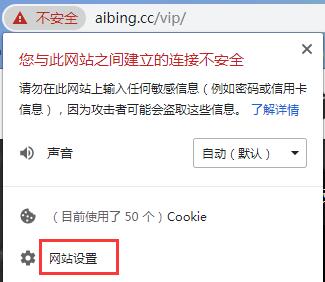 不安全 aibing.cc/vip/
您与此网站之间建立的连接不安全
请勿在此网站上输入任何敏感信息（例如密码或信用卡
信息），因为攻击者可能会盗取这些信息。 了解详情
声音 自动（默认）
（目前使用了 50 个）Cookie
网站设置